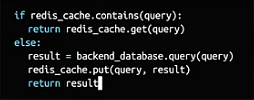 if redis_cache.contains(query):
    return redis_cache.get(query)
else:
    result = backend_database.query(query)
    redis_cache.put(query, result)
    return result